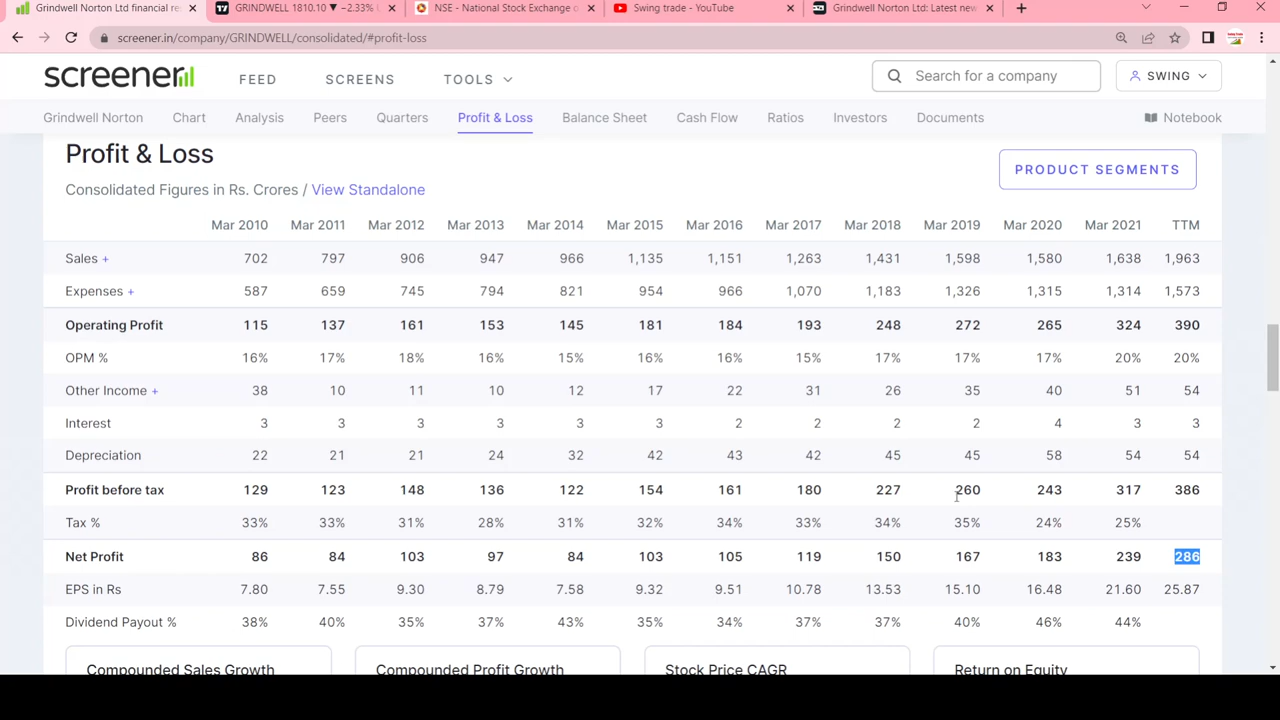 Grindwell Norton Ltd financial re
GRINDWELL 1810.10 ▼ −2.33%
NSE - National Stock Exchange o
Swing trade - YouTube
Grindwell Norton Ltd: Latest new
screener.in/company/GRINDWELL/consolidated/#profit-loss
screener FEED SCREENS TOOLS Search for a company SWING
Grindwell Norton Chart Analysis Peers Quarters Profit & Loss Balance Sheet Cash Flow Ratios Investors Documents Notebook
Profit & Loss
PRODUCT SEGMENTS
Consolidated Figures in Rs. Crores / View Standalone
Mar 2010 Mar 2011 Mar 2012 Mar 2013 Mar 2014 Mar 2015 Mar 2016 Mar 2017 Mar 2018 Mar 2019 Mar 2020 Mar 2021 TTM
Sales + 702 797 906 947 966 1,135 1,151 1,263 1,431 1,598 1,580 1,638 1,963
Expenses + 587 659 745 794 821 954 966 1,070 1,183 1,326 1,315 1,314 1,573
Operating Profit 115 137 161 153 145 181 184 193 248 272 265 324 390
OPM % 16% 17% 18% 16% 15% 16% 16% 15% 17% 17% 17% 20% 20%
Other Income + 38 10 11 10 12 17 22 31 26 35 40 51 54
Interest 3 3 3 3 3 3 2 2 2 2 4 3 3
Depreciation 22 21 21 24 32 42 43 42 45 45 58 54 54
Profit before tax 129 123 148 136 122 154 161 180 227 260 243 317 386
Tax % 33% 33% 31% 28% 31% 32% 34% 33% 34% 35% 24% 25%
Net Profit 86 84 103 97 84 103 105 119 150 167 183 239 286
EPS in Rs 7.80 7.55 9.30 8.79 7.58 9.32 9.51 10.78 13.53 15.10 16.48 21.60 25.87
Dividend Payout % 38% 40% 35% 37% 43% 35% 34% 37% 37% 40% 46% 44%
Compounded Sales Growth Compounded Profit Growth Stock Price CAGR Return on Equity